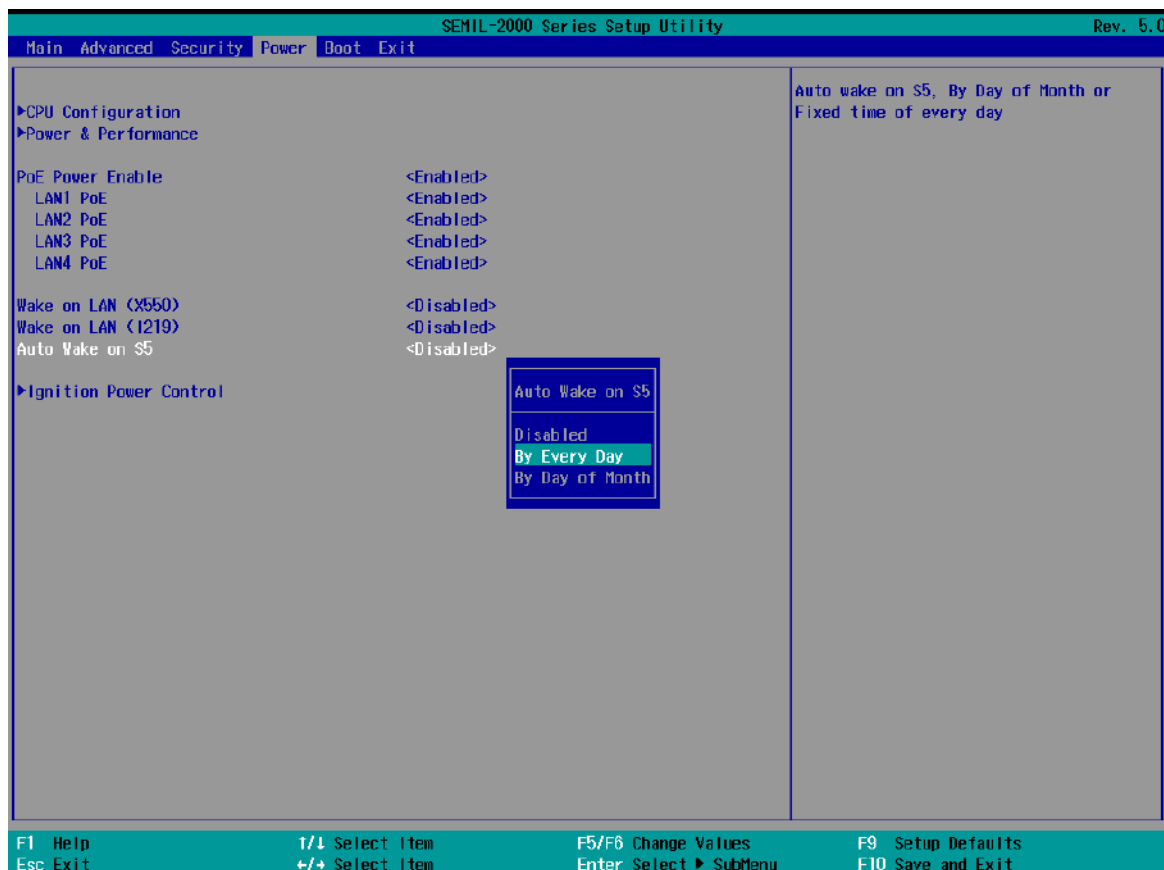 SEMIL-2000 Series Setup Utility Rev. 5.0
Main Advanced Security Power Boot Exit
Auto wake on S5, By Day of Month or
Fixed time of every day
▶CPU Configuration
▶Power & Performance
PoE Power Enable <Enabled>
LAN1 PoE <Enabled>
LAN2 PoE <Enabled>
LAN3 PoE <Enabled>
LAN4 PoE <Enabled>
Wake on LAN (X550) <Disabled>
Wake on LAN (I219) <Disabled>
Auto Wake on S5 <Disabled>
▶Ignition Power Control
Auto Wake on S5
Disabled
By Every Day
By Day of Month
F1 Help ↑/↓ Select Item F5/F6 Change Values F9 Setup Defaults
Esc Exit ←/→ Select Item Enter Select ▶ SubMenu F10 Save and Exit